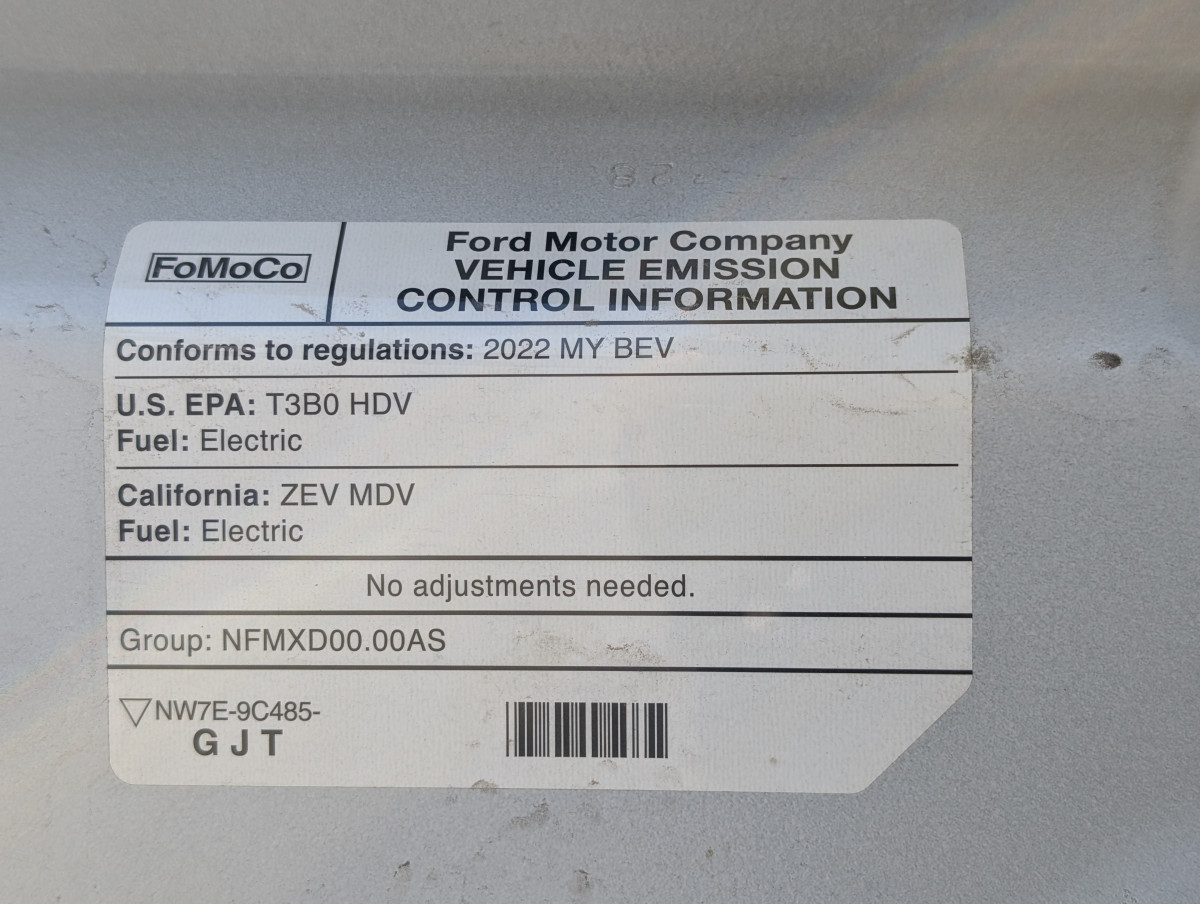 FoMoCo
Ford Motor Company
VEHICLE EMISSION
CONTROL INFORMATION
Conforms to regulations: 2022 MY BEV
U.S. EPA: T3B0 HDV
Fuel: Electric
California: ZEV MDV
Fuel: Electric
No adjustments needed.
Group: NFMXD00.00AS
NW7E-9C485-
G J T